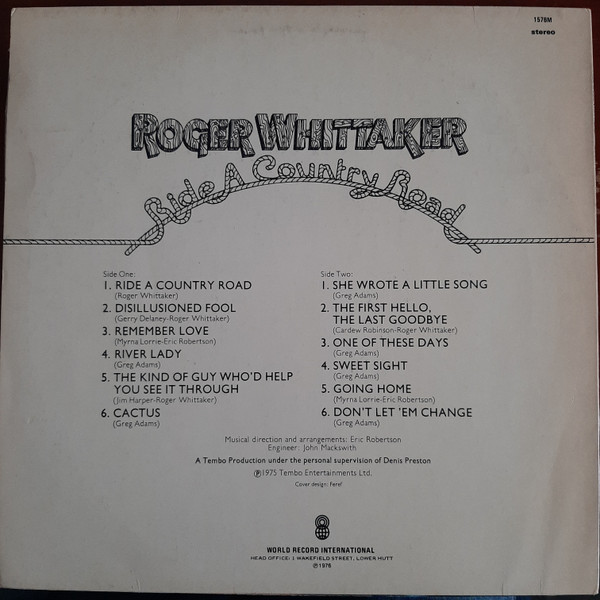 1578M
stereo
ROGER WHITTAKER
Ride A Country Road
Side One:
1. RIDE A COUNTRY ROAD
(Roger Whittaker)
2. DISILLUSIONED FOOL
(Gerry Delaney-Roger Whittaker)
3. REMEMBER LOVE
(Myrna Lorrie-Eric Robertson)
4. RIVER LADY
(Greg Adams)
5. THE KIND OF GUY WHO'D HELP
YOU SEE IT THROUGH
(Jim Harper-Roger Whittaker)
6. CACTUS
(Greg Adams)
Side Two:
1. SHE WROTE A LITTLE SONG
(Greg Adams)
2. THE FIRST HELLO,
THE LAST GOODBYE
(Cardew Robinson-Roger Whittaker)
3. ONE OF THESE DAYS
(Greg Adams)
4. SWEET SIGHT
(Greg Adams)
5. GOING HOME
(Myrna Lorrie-Eric Robertson)
6. DON'T LET 'EM CHANGE
(Greg Adams)
Musical direction and arrangements: Eric Robertson
Engineer: John Mackswith
A Tembo Production under the personal supervision of Denis Preston
Ⓟ1975 Tembo Entertainments Ltd.
Cover design: Paraf
WORLD RECORD INTERNATIONAL
HEAD OFFICE: 1 WAKEFIELD STREET, LOWER HUTT
Ⓟ1976